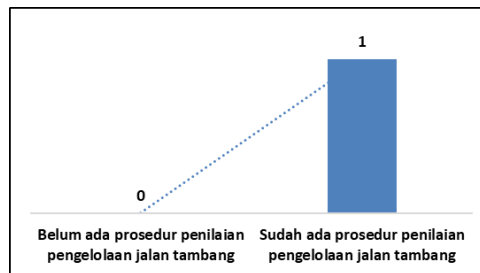 1
0
Belum ada prosedur penilaian
pengelolaan jalan tambang
Sudah ada prosedur penilaian
pengelolaan jalan tambang